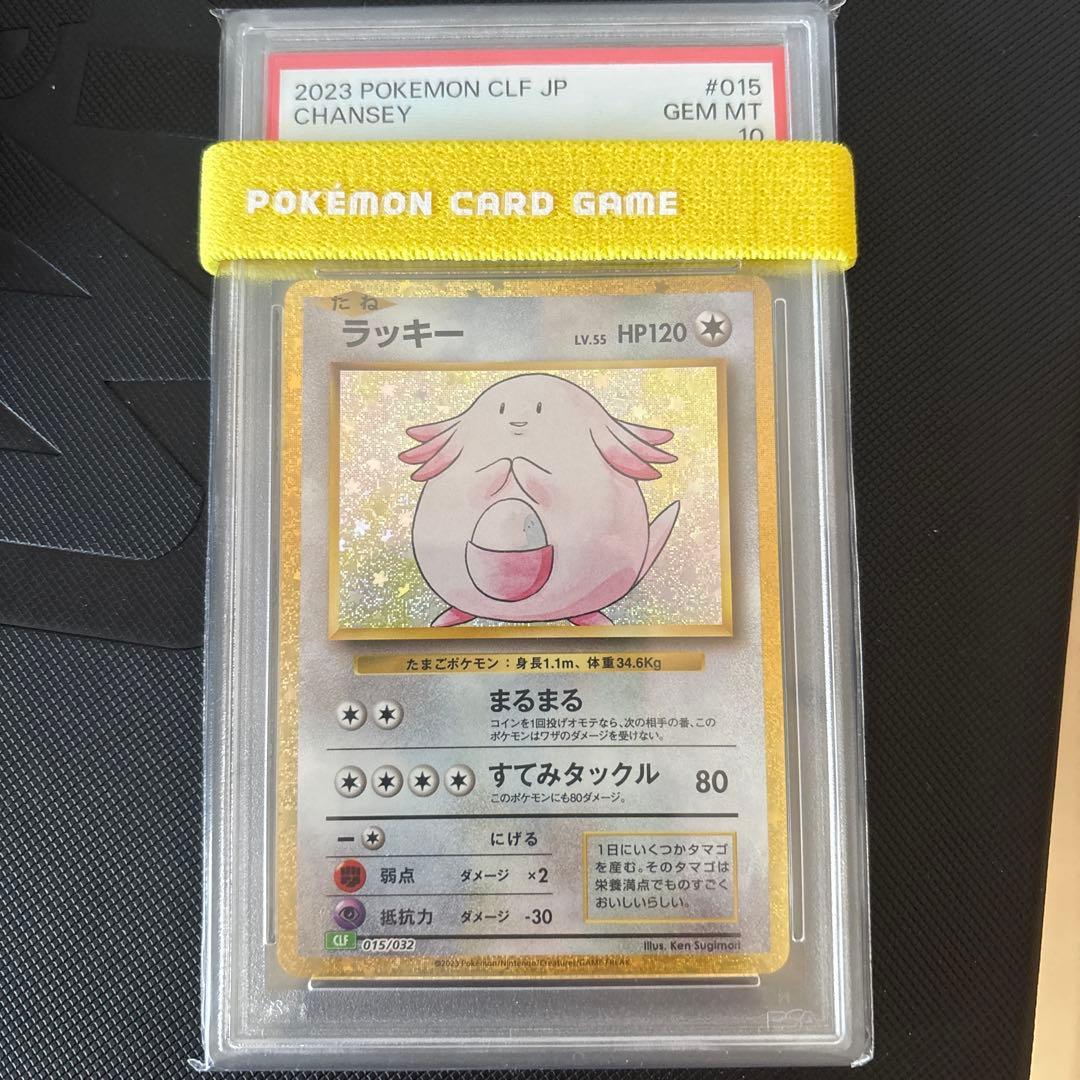 2023 POKEMON CLF JP #015
CHANSEY GEM MT
10
POKÉMON CARD GAME
たね
ラッキー LV.55 HP120
たまごポケモン：身長1.1m、体重34.6Kg
まるまる
コインを1回投げオモテなら、次の相手の番、この
ポケモンはワザのダメージを受けない。
すてみタックル 80
このポケモンにも80ダメージ。
にげる
弱点 ダメージ ×2
抵抗力 ダメージ -30
1日にいくつかタマゴ
を産む。そのタマゴは
栄養満点でものすごく
おいしいらしい。
CLF 015/032 Illus. Ken Sugimori
©2023 Pokémon/Nintendo/Creatures/GAME FREAK
PSA